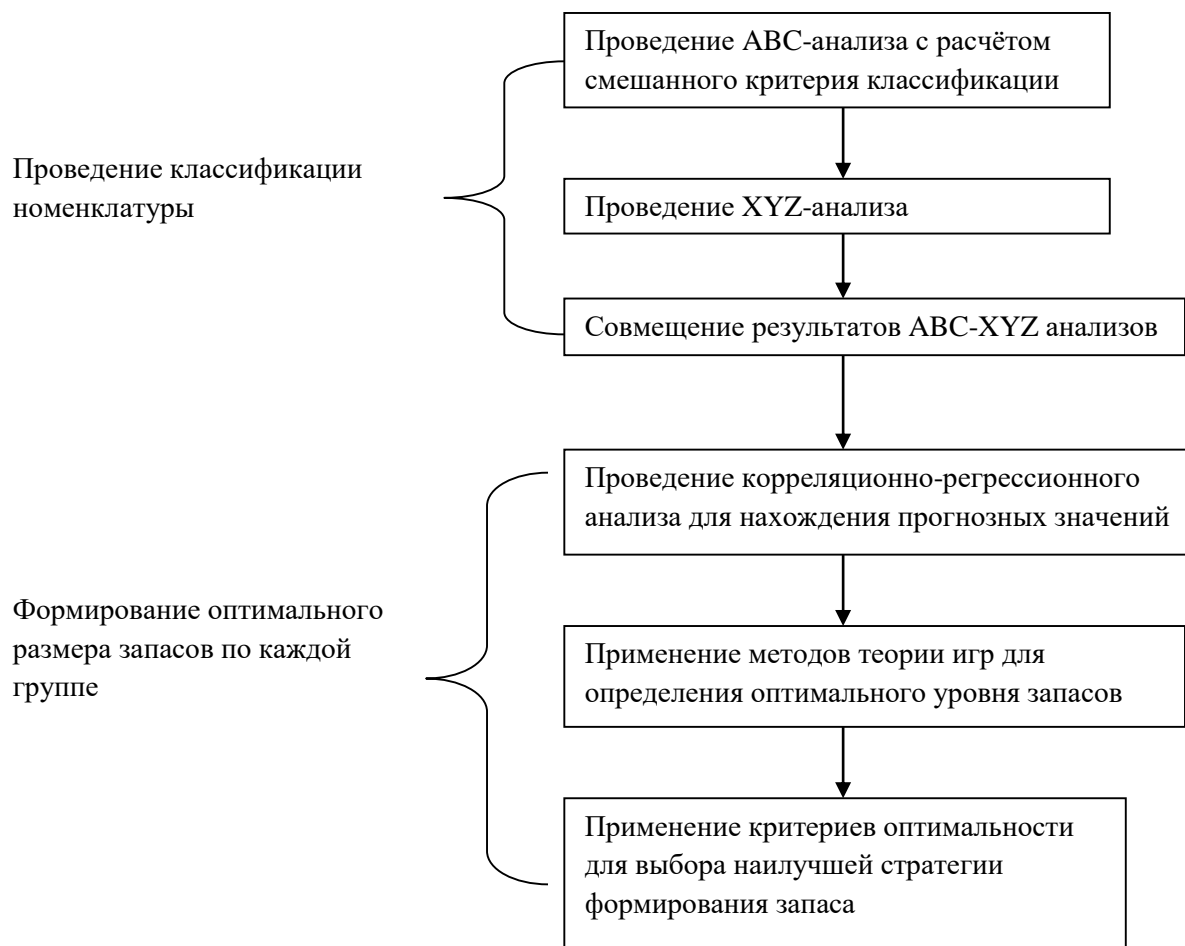 Проведение АВС-анализа с расчётом
смешанного критерия классификации
Проведение классификации
номенклатуры
Проведение XYZ-анализа
Совмещение результатов ABC-XYZ анализов
Проведение корреляционно-регрессионного
анализа для нахождения прогнозных значений
Формирование оптимального
размера запасов по каждой
группе
Применение методов теории игр для
определения оптимального уровня запасов
Применение критериев оптимальности
для выбора наилучшей стратегии
формирования запаса